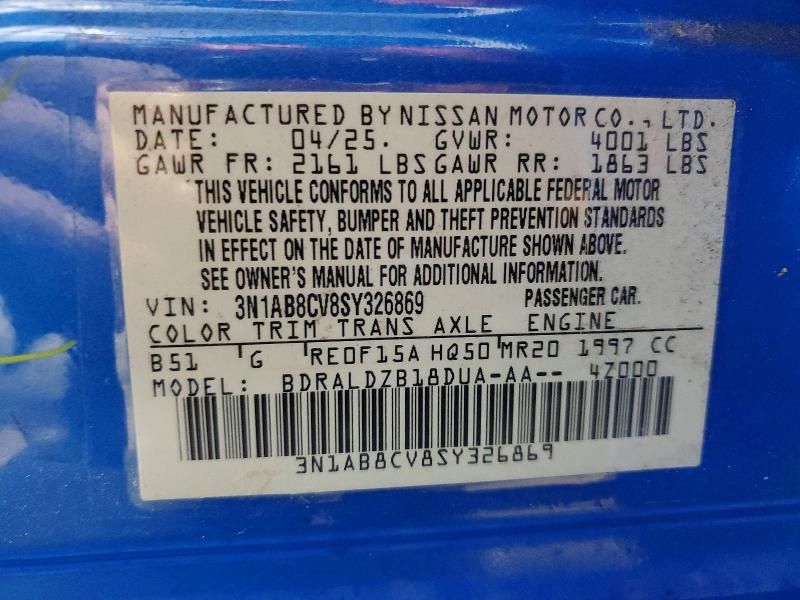 MANUFACTURED BY NISSAN MOTOR CO., LTD.
DATE: 04/25. GVWR: 4001 LBS
GAWR FR: 2161 LBS GAWR RR: 1863 LBS
THIS VEHICLE CONFORMS TO ALL APPLICABLE FEDERAL MOTOR
VEHICLE SAFETY, BUMPER AND THEFT PREVENTION STANDARDS
IN EFFECT ON THE DATE OF MANUFACTURE SHOWN ABOVE.
SEE OWNER'S MANUAL FOR ADDITIONAL INFORMATION.
VIN: 3N1AB8CV8SY326869 PASSENGER CAR.
COLOR TRIM TRANS AXLE ENGINE
B51 G RE0F15A HQ50 MR20 1997 CC
MODEL: BDRALDZB18DUA-AA-- 4Z000
3N1AB8CV8SY326869